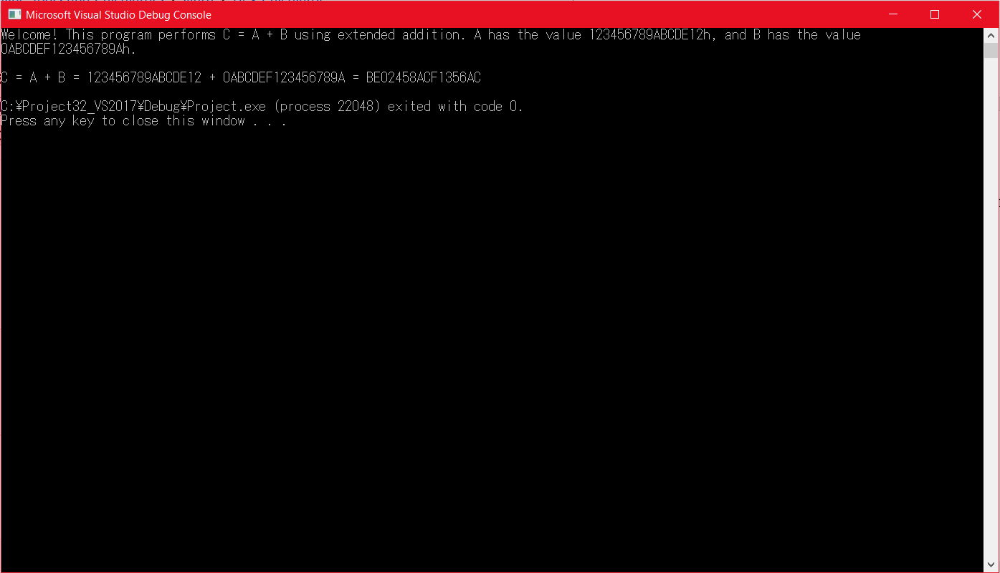 Microsoft Visual Studio Debug Console
Welcome! This program performs C = A + B using extended addition. A has the value 123456789ABCDE12h, and B has the value
0ABCDEF123456789Ah.
C = A + B = 123456789ABCDE12 + 0ABCDEF123456789A = BE02458ACF1356AC
C:¥Project32_VS2017¥Debug¥Project.exe (process 22048) exited with code 0.
Press any key to close this window . . .